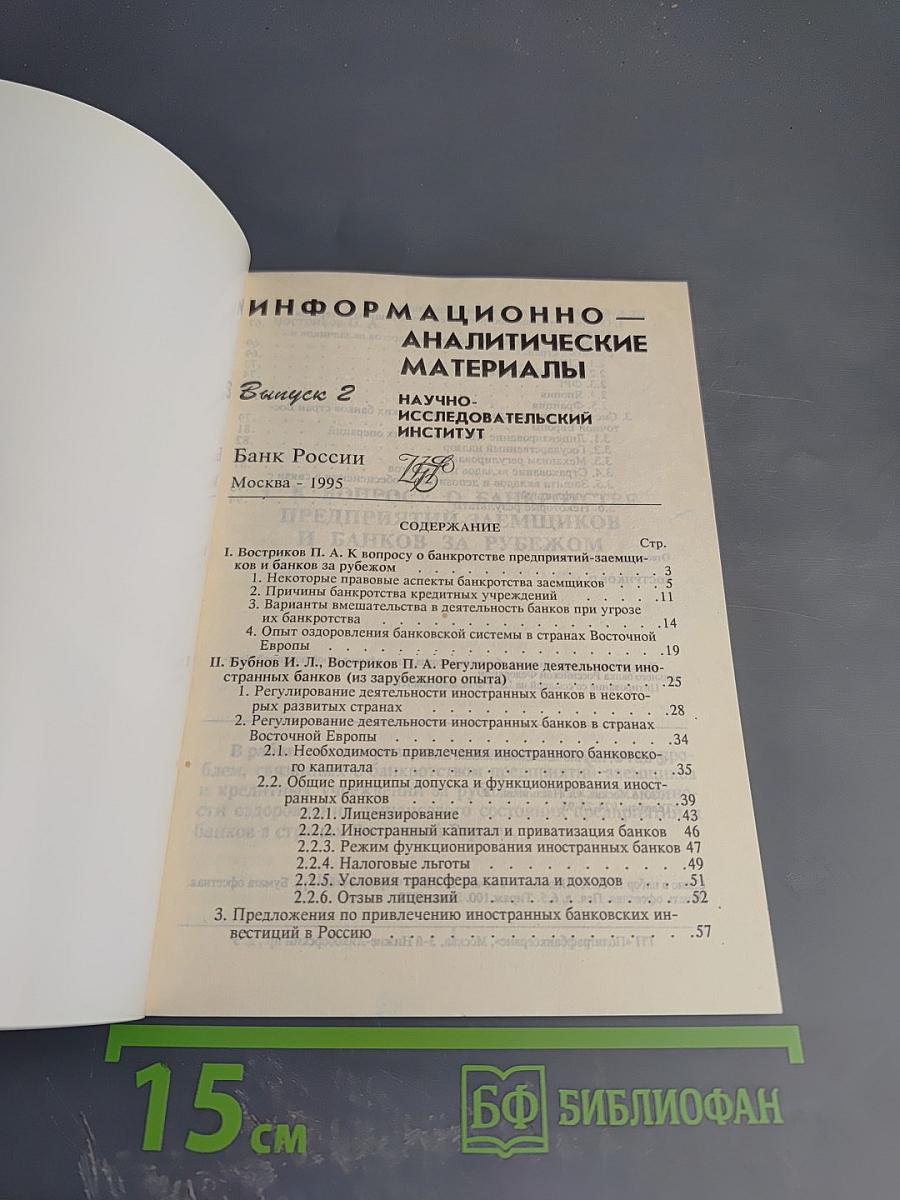 ИНФОРМАЦИОННО —
АНАЛИТИЧЕСКИЕ
МАТЕРИАЛЫ
Выпуск 2
НАУЧНО-
ИССЛЕДОВАТЕЛЬСКИЙ
ИНСТИТУТ
Банк России
Москва - 1995
СОДЕРЖАНИЕ
Стр.
I. Востриков П. А. К вопросу о банкротстве предприятий-заемщи-
ков и банков за рубежом . . . . . . . . . . . . . . . 3
1. Некоторые правовые аспекты банкротства заемщиков . . . . 5
2. Причины банкротства кредитных учреждений . . . . .11
3. Варианты вмешательства в деятельность банков при угрозе
их банкротства . . . . . . . . . . . . . . . . . .14
4. Опыт оздоровления банковской системы в странах Восточной
Европы . . . . . . . . . . . . . . . . . . . . .19
II. Бубнов И. Л., Востриков П. А. Регулирование деятельности ино-
странных банков (из зарубежного опыта) . . . . . . . . .25
1. Регулирование деятельности иностранных банков в некото-
рых развитых странах . . . . . . . . . . . . . . . .28
2. Регулирование деятельности иностранных банков в странах
Восточной Европы . . . . . . . . . . . . . . . . . .34
2.1. Необходимость привлечения иностранного банковско-
го капитала . . . . . . . . . . . . . . . . . .35
2.2. Общие принципы допуска и функционирования иност-
ранных банков . . . . . . . . . . . . . . . . .39
2.2.1. Лицензирование . . . . . . . . . . . . .43
2.2.2. Иностранный капитал и приватизация банков 46
2.2.3. Режим функционирования иностранных банков 47
2.2.4. Налоговые льготы . . . . . . . . . . . .49
2.2.5. Условия трансфера капитала и доходов . . . .51
2.2.6. Отзыв лицензий . . . . . . . . . . . . .52
3. Предложения по привлечению иностранных банковских ин-
вестиций в Россию . . . . . . . . . . . . . . . . . .57
15 см
БФ БИБЛИОФАН